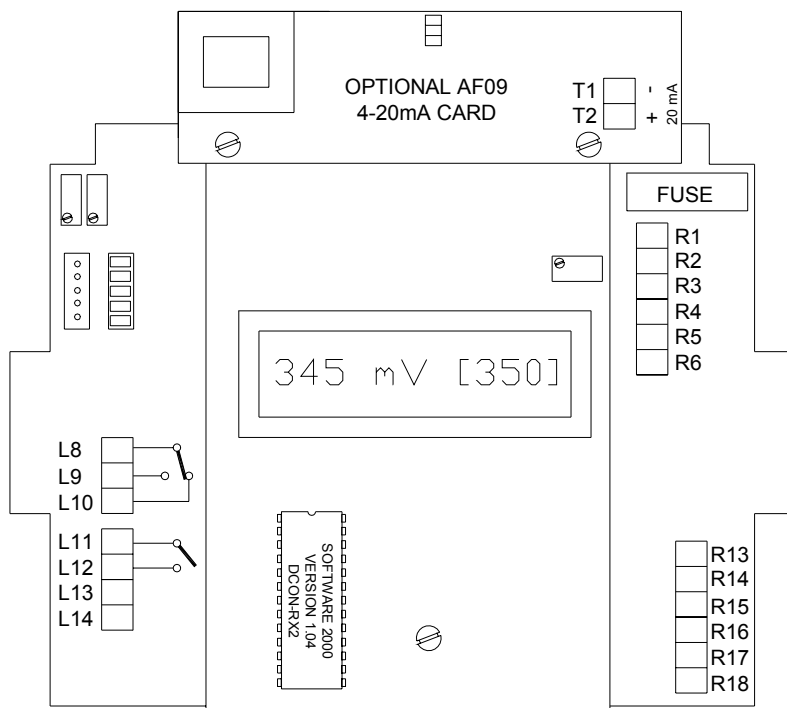 OPTIONAL AF09
4-20mA CARD
T1 -
T2 +
20 mA
FUSE
R1
R2
R3
R4
R5
R6
345 mV [350]
L8
L9
L10
L11
L12
L13
L14
SOFTWARE 2000
VERSION 1.04
DCON-RX2
R13
R14
R15
R16
R17
R18